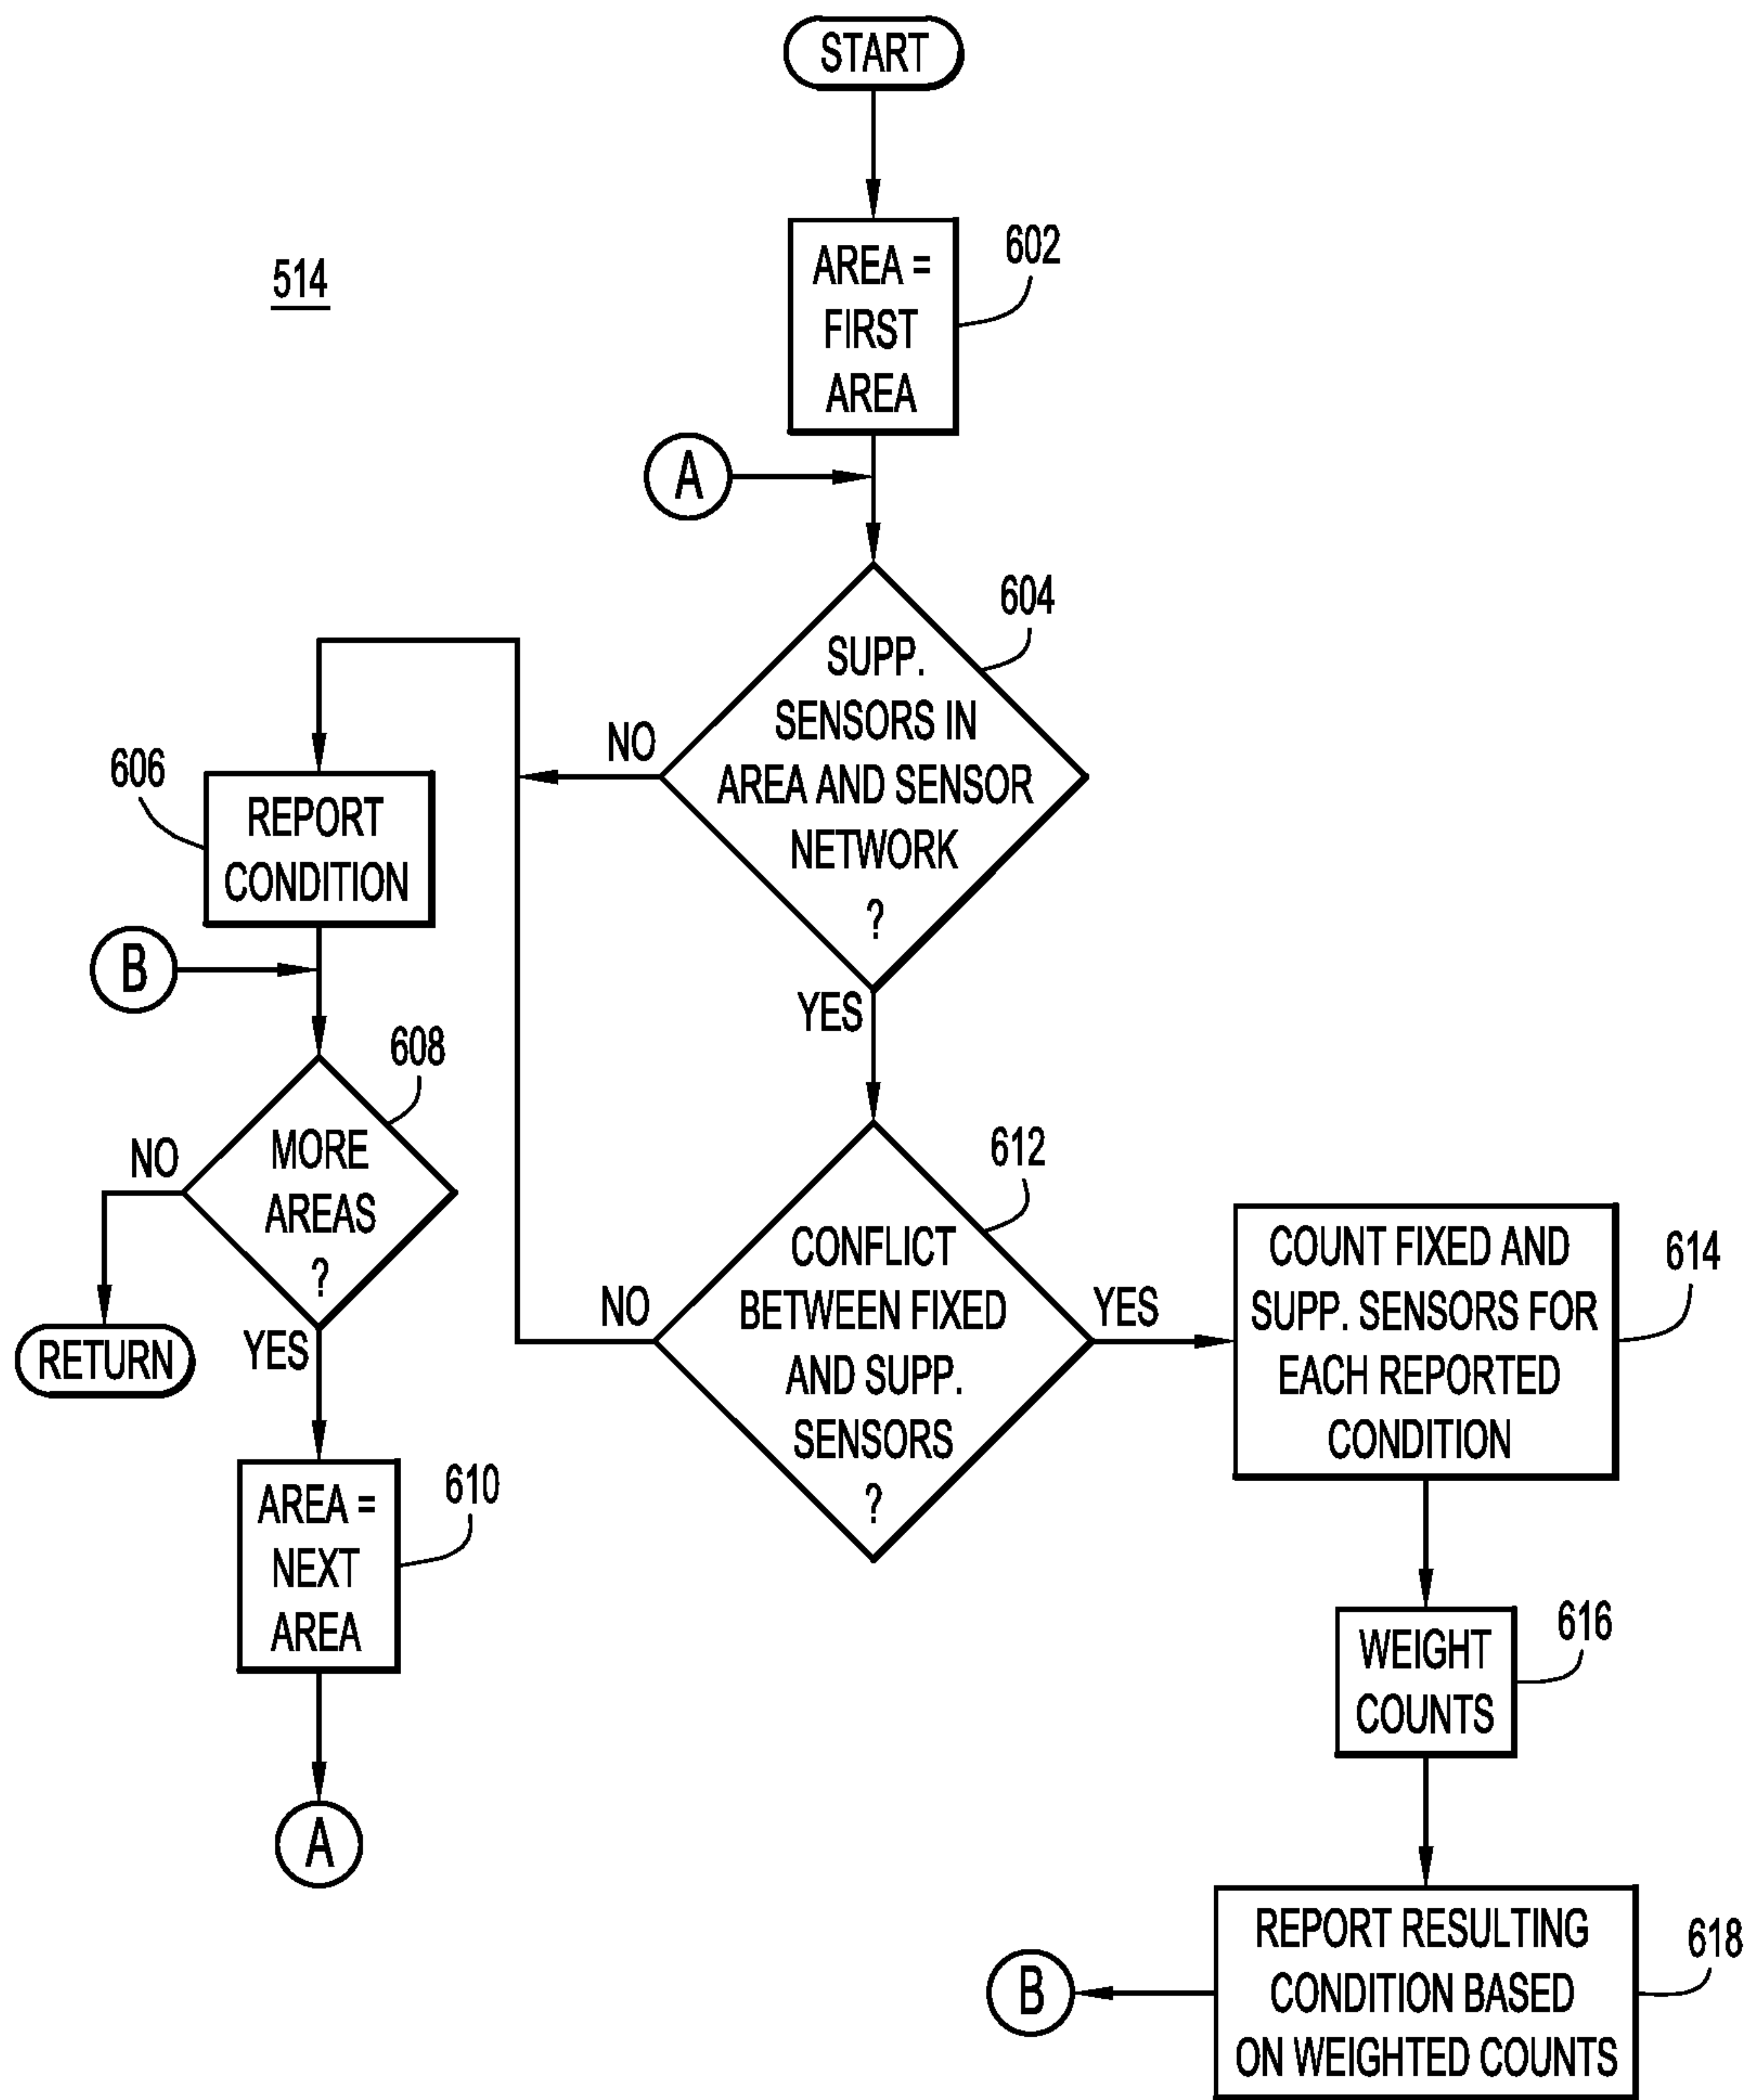 START
602
AREA =
FIRST
AREA
514
A
604
SUPP.
SENSORS IN
AREA AND SENSOR
NETWORK
?
NO
YES
606
REPORT
CONDITION
B
608
MORE
AREAS
?
NO
RETURN
YES
610
AREA =
NEXT
AREA
A
612
CONFLICT
BETWEEN FIXED
AND SUPP.
SENSORS
?
NO
YES
614
COUNT FIXED AND
SUPP. SENSORS FOR
EACH REPORTED
CONDITION
616
WEIGHT
COUNTS
618
REPORT RESULTING
CONDITION BASED
ON WEIGHTED COUNTS
B